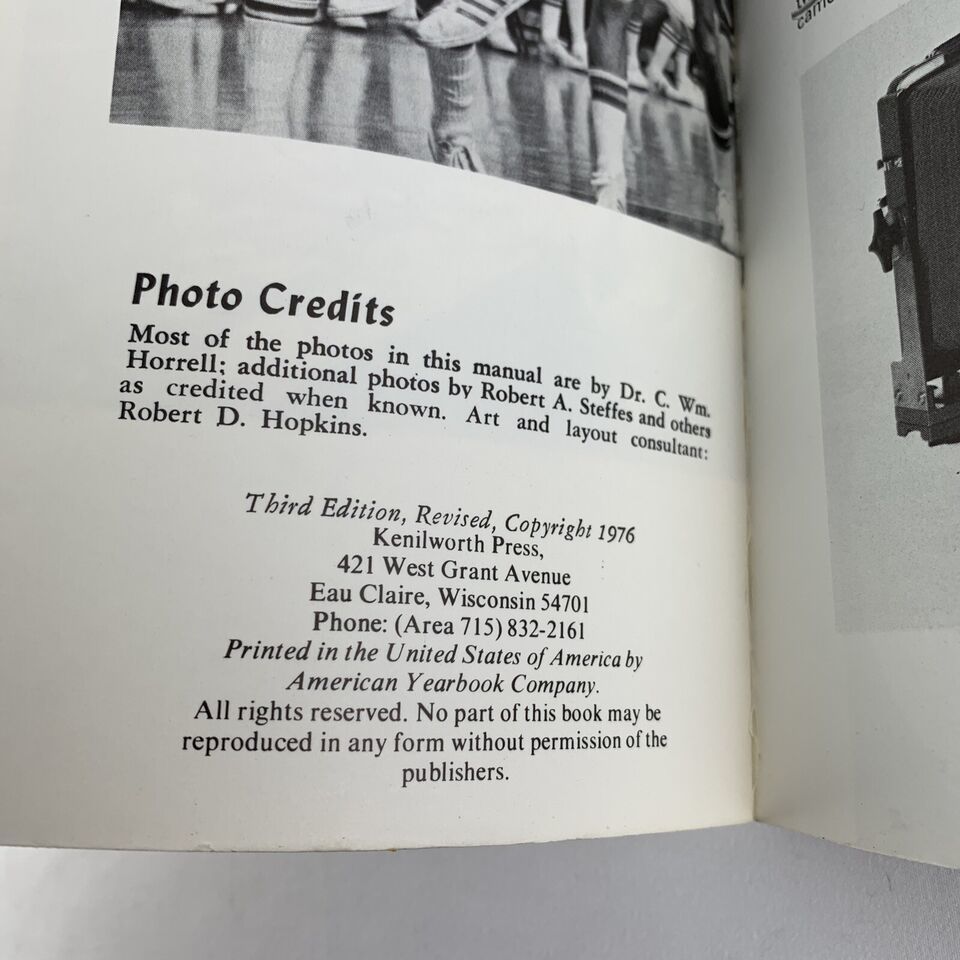 Photo Credits
Most of the photos in this manual are by Dr. C. Wm.
Horrell; additional photos by Robert A. Steffes and others
as credited when known. Art and layout consultant:
Robert D. Hopkins.
Third Edition, Revised, Copyright 1976
Kenilworth Press,
421 West Grant Avenue
Eau Claire, Wisconsin 54701
Phone: (Area 715) 832-2161
Printed in the United States of America by
American Yearbook Company.
All rights reserved. No part of this book may be
reproduced in any form without permission of the
publishers.